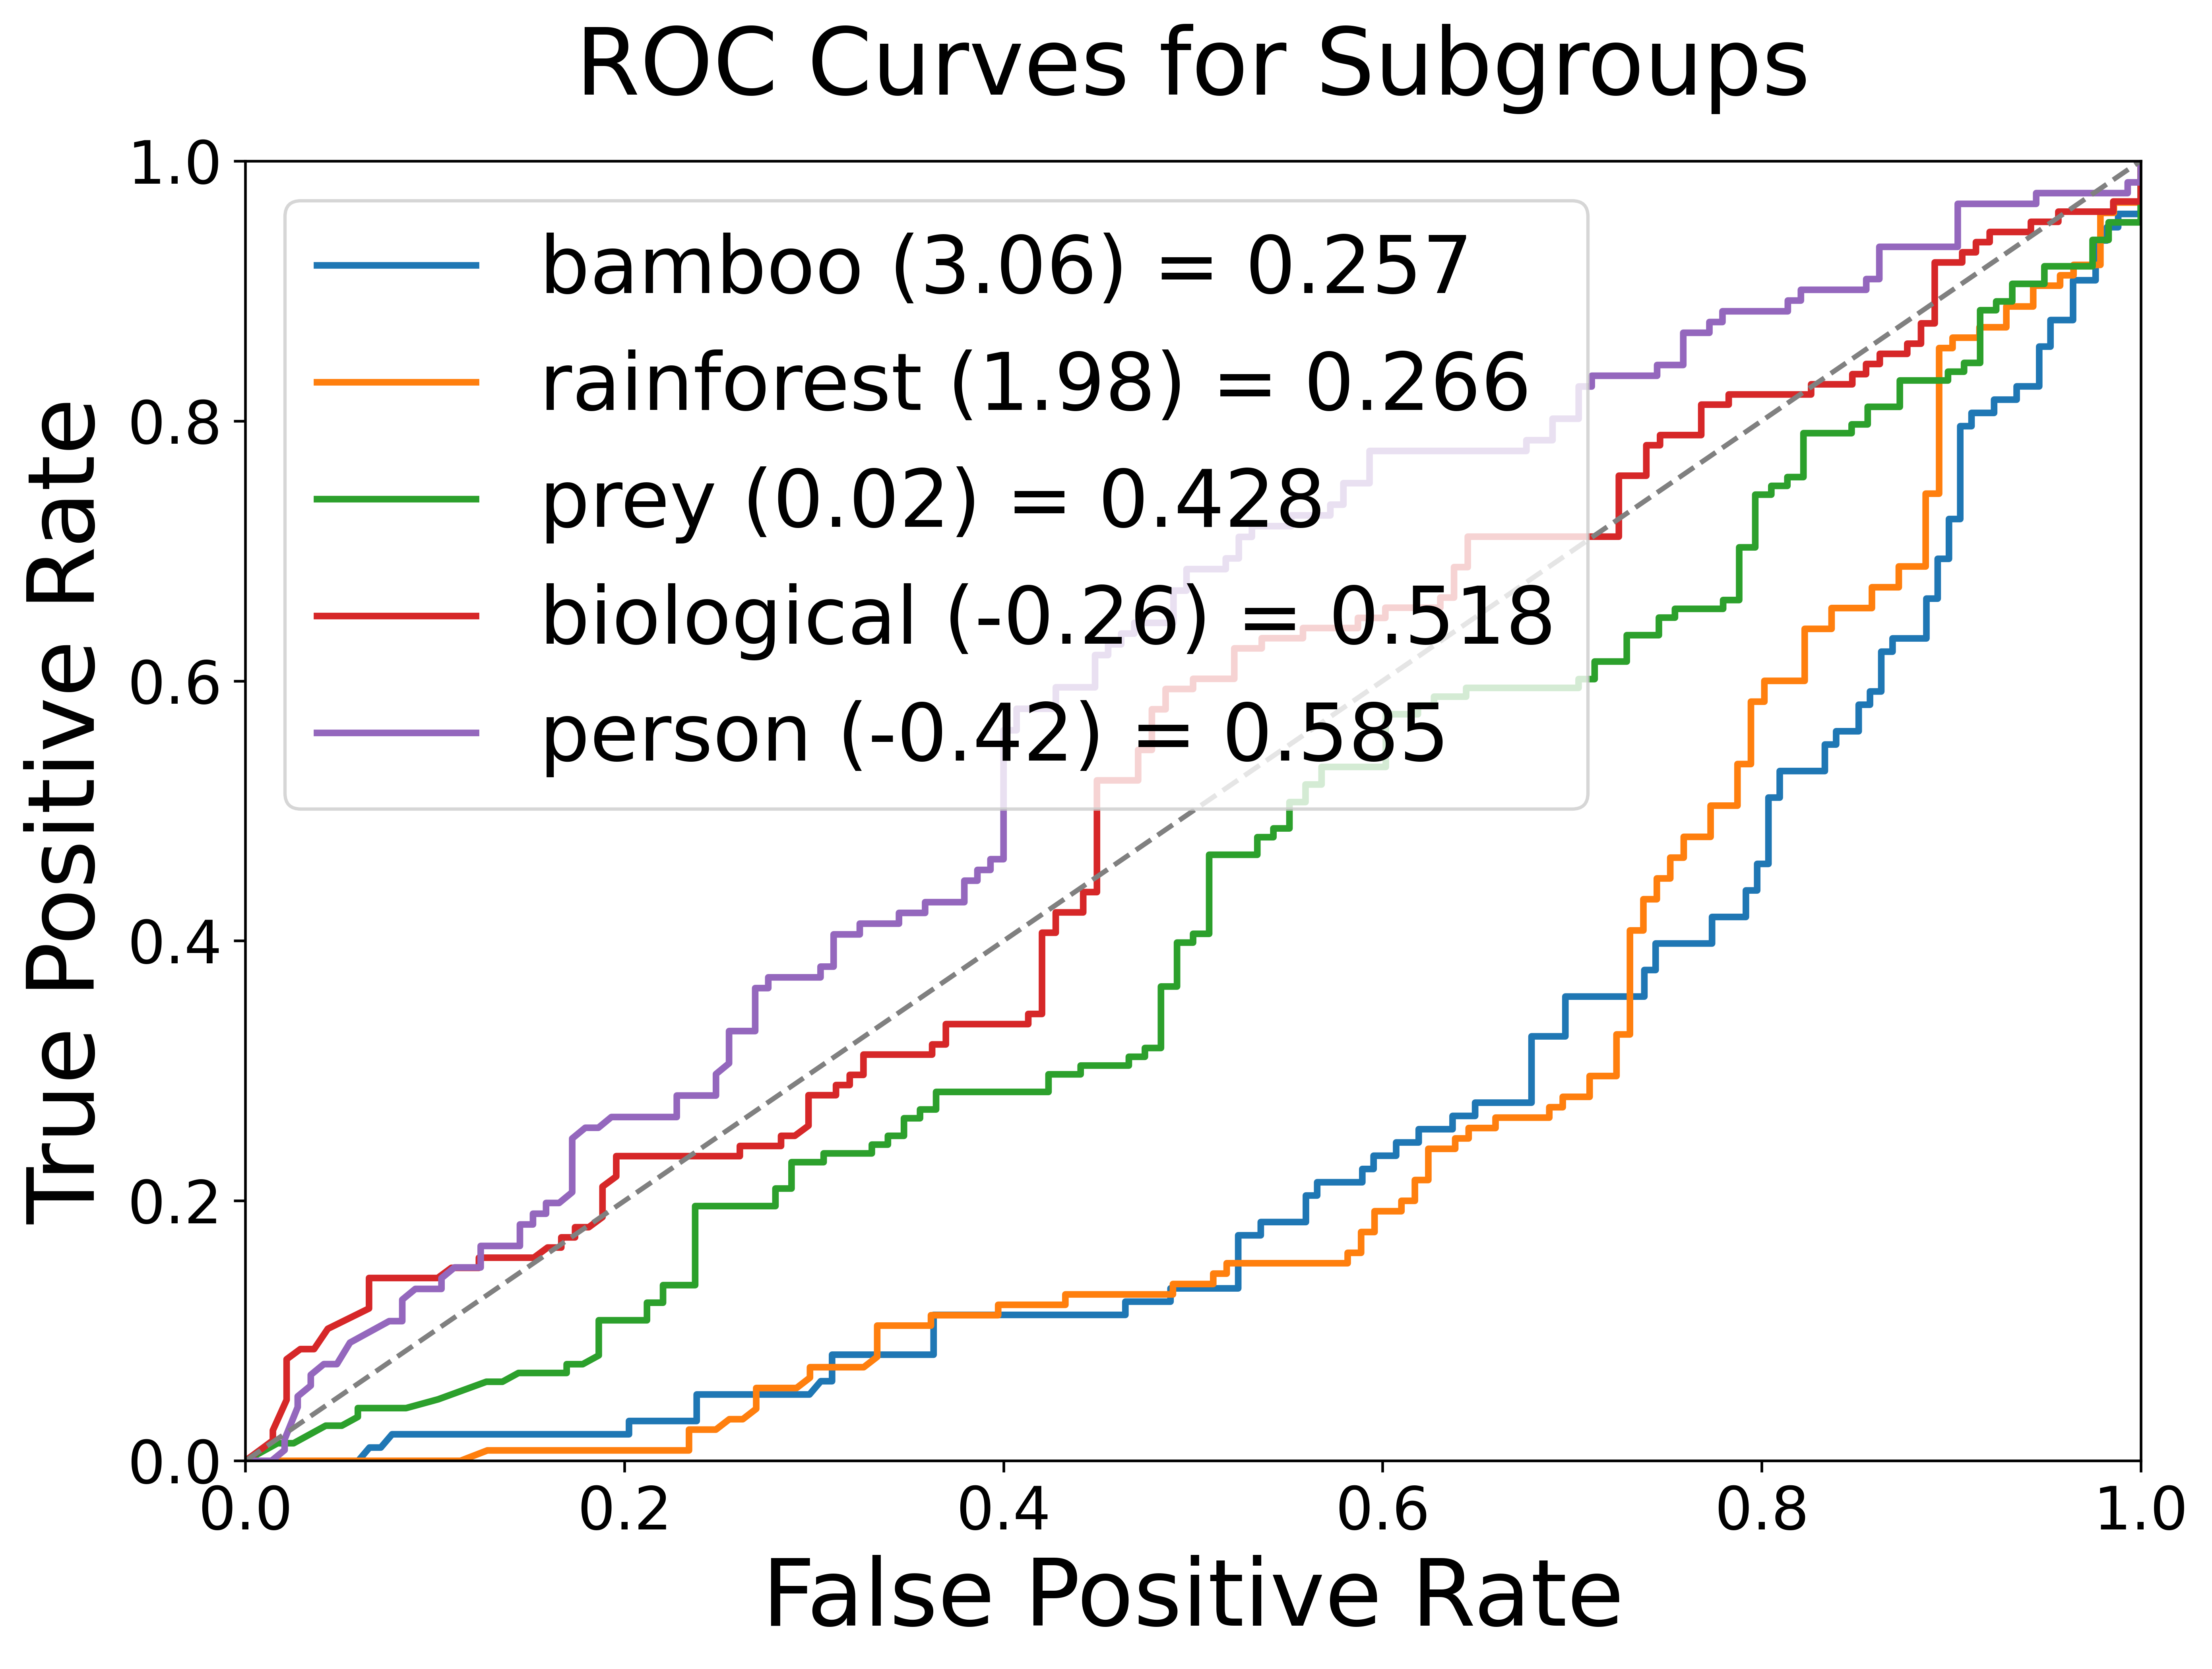 ROC Curves for Subgroups
True Positive Rate
1.0
0.8
0.6
0.4
0.2
0.0
bamboo (3.06) = 0.257
rainforest (1.98) = 0.266
prey (0.02) = 0.428
biological (-0.26) = 0.518
person (-0.42) = 0.585
0.0 0.2 0.4 0.6 0.8 1.0
False Positive Rate